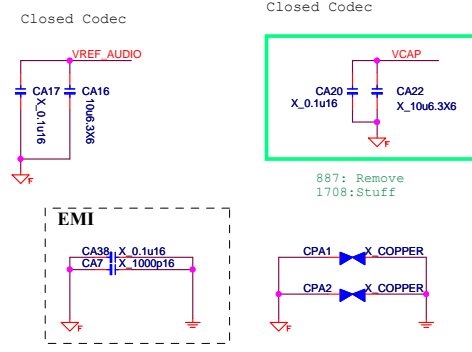 Closed Codec
Closed Codec
VREF_AUDIO
VCAP
CA17
X_0.1u16
CA16
10u6.3X6
CA20
X_0.1u16
CA22
X_10u6.3X6
F
F
887: Remove
1708:Stuff
EMI
CA38 X_0.1u16
CA7 X_1000p16
CPA1 X_COPPER
CPA2 X_COPPER
F
F